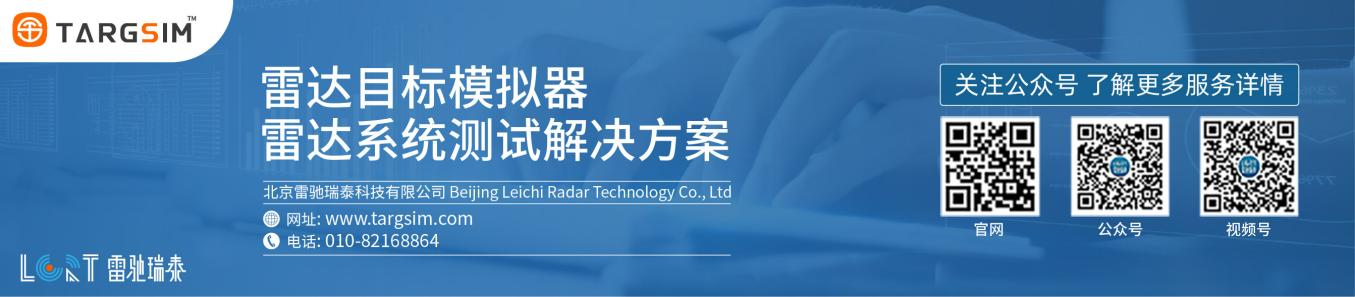 TARGSIM™
雷达目标模拟器
雷达系统测试解决方案
北京雷驰瑞泰科技有限公司 Beijing Leichi Radar Technology Co., Ltd
网址: www.targsim.com
电话: 010-82168864
LCRT 雷驰瑞泰
关注公众号 了解更多服务详情
官网
公众号
视频号